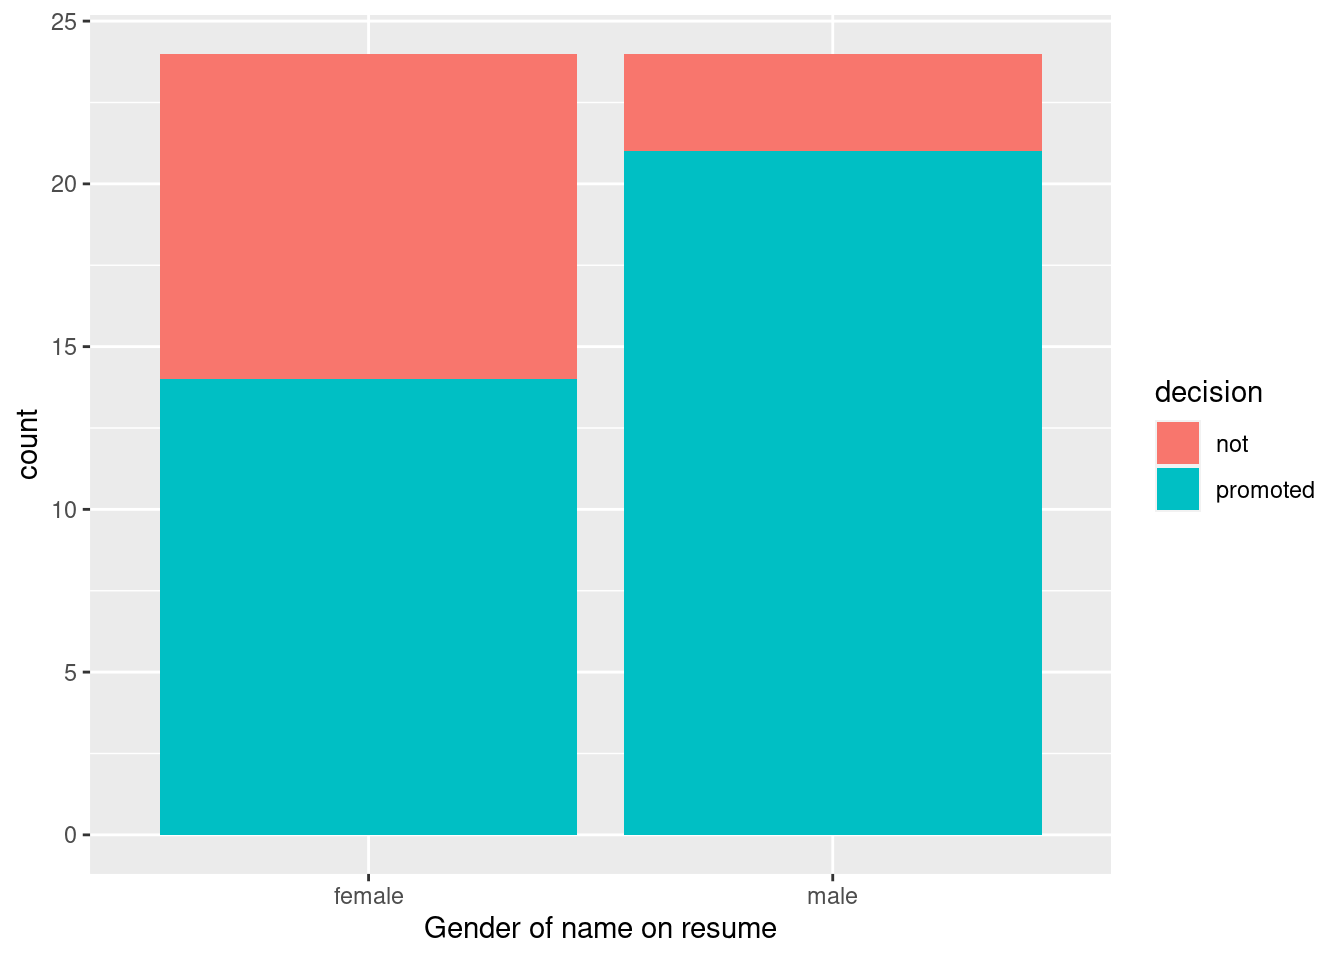 25
20
15
10
5
0
count
female
male
Gender of name on resume
decision
not
promoted